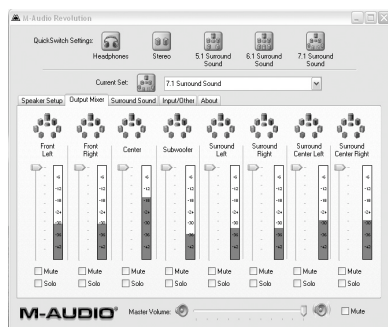 M-Audio Revolution
QuickSwitch Settings:
Headphones
Stereo
5.1 Surround Sound
6.1 Surround Sound
7.1 Surround Sound
Current Set: 7.1 Surround Sound
Speaker Setup Output Mixer Surround Sound Input/Other About
Front Left
Front Right
Center
Subwoofer
Surround Left
Surround Right
Surround Center Left
Surround Center Right
Mute Mute Mute Mute Mute Mute Mute Mute
Solo Solo Solo Solo Solo Solo Solo Solo
M-AUDIO® Master Volume: Mute